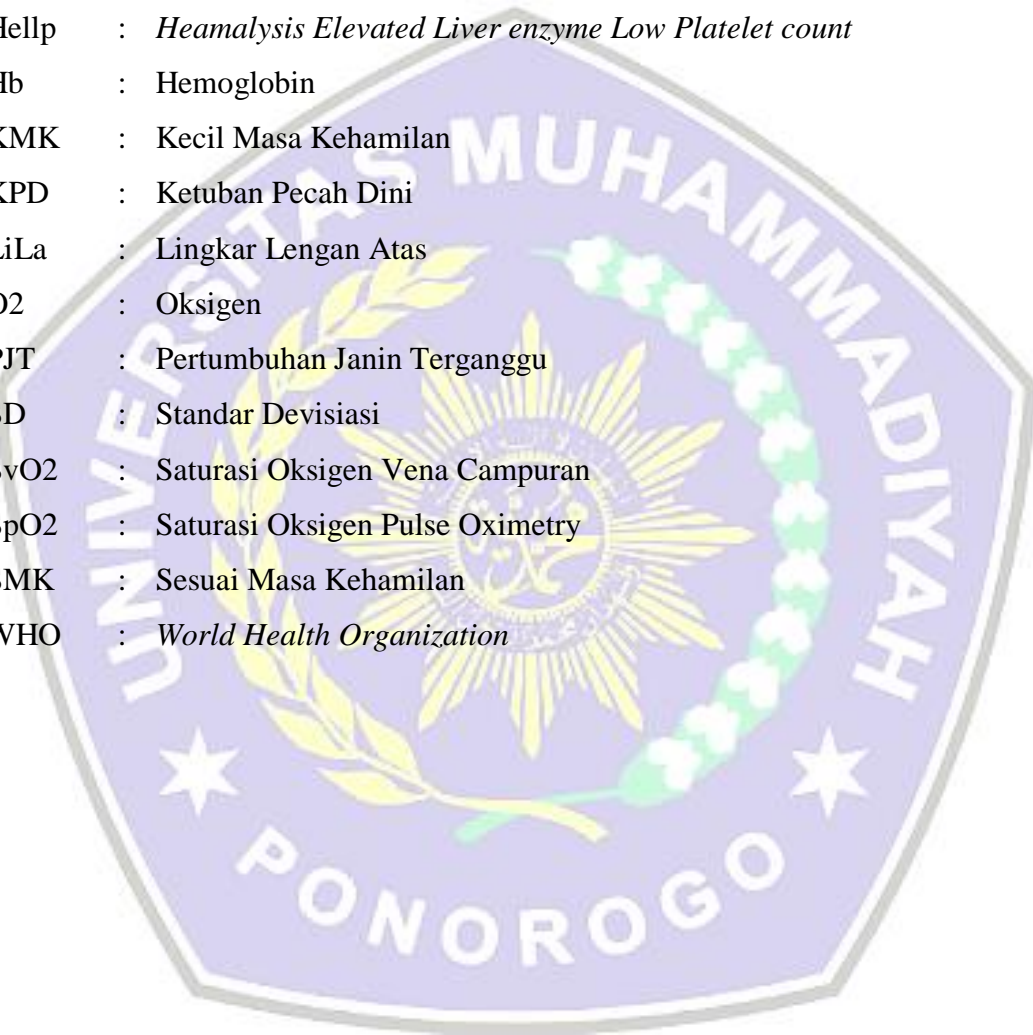 Hellp : Heamalysis Elevated Liver enzyme Low Platelet count
Hb : Hemoglobin
KMK : Kecil Masa Kehamilan
KPD : Ketuban Pecah Dini
LiLa : Lingkar Lengan Atas
O2 : Oksigen
PJT : Pertumbuhan Janin Terganggu
SD : Standar Devisiasi
SvO2 : Saturasi Oksigen Vena Campuran
SpO2 : Saturasi Oksigen Pulse Oximetry
SMK : Sesuai Masa Kehamilan
WHO : World Health Organization
UNIVERSITAS MUHAMMADIYAH
PONOROGO